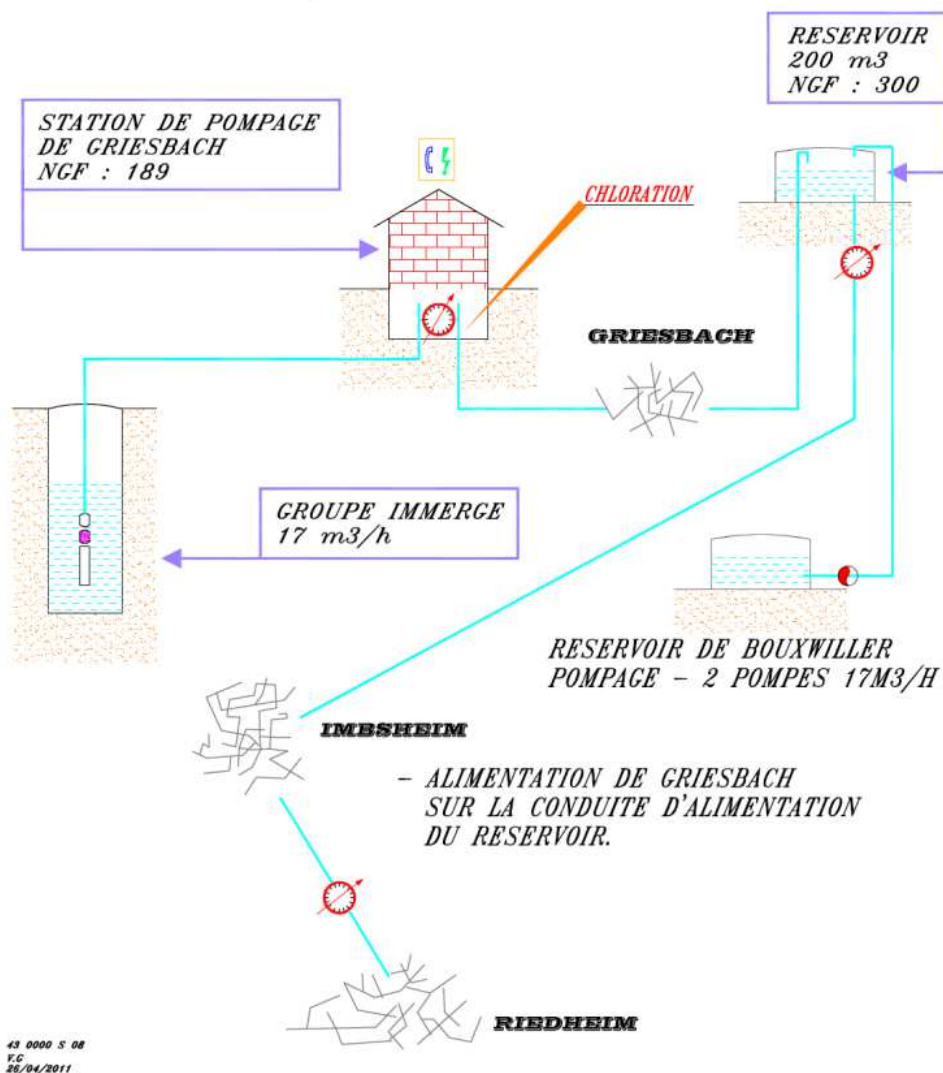 RESERVOIR
200 m3
NGF : 300
STATION DE POMPAGE
DE GRIESBACH
NGF : 189
CHLORATION
GRIESBACH
GROUPE IMMERGE
17 m3/h
RESERVOIR DE BOUXWILLER
POMPAGE - 2 POMPES 17M3/H
IMBSHEIM
- ALIMENTATION DE GRIESBACH
SUR LA CONDUITE D'ALIMENTATION
DU RESERVOIR.
RIEDHEIM
43 0000 S 08
V.G
26/04/2011